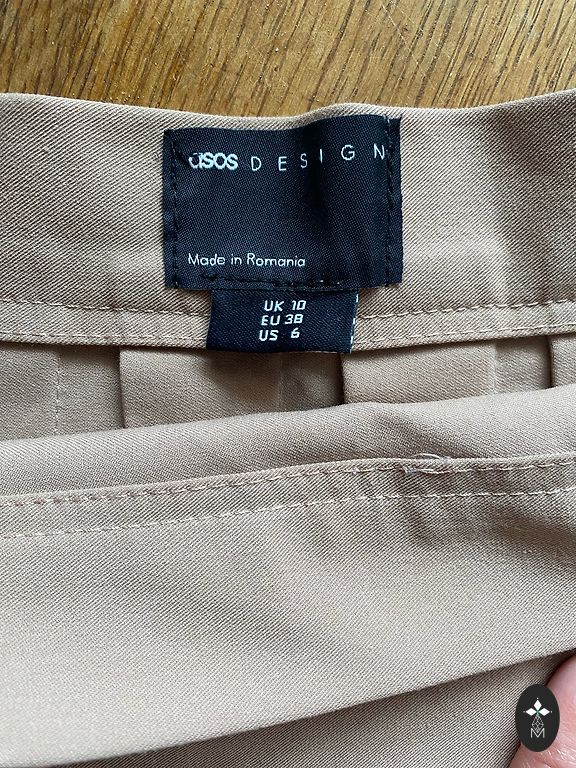 asos DESIGN
Made in Romania
UK 10
EU 38
US 6
M